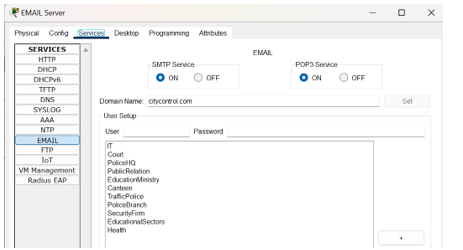 EMAIL Server
Physical Config Services Desktop Programming Attributes
SERVICES
HTTP
DHCP
DHCPv6
TFTP
DNS
SYSLOG
AAA
NTP
EMAIL
FTP
IoT
VM Management
Radius EAP
EMAIL
SMTP Service
ON OFF
POP3 Service
ON OFF
Domain Name: citycontrol.com Set
User Setup
User Password
IT
Court
PoliceHQ
PublicRelation
EducationMinistry
Canteen
TrafficPolice
PoliceBranch
SecurityFirm
EducationalSectors
Health
+